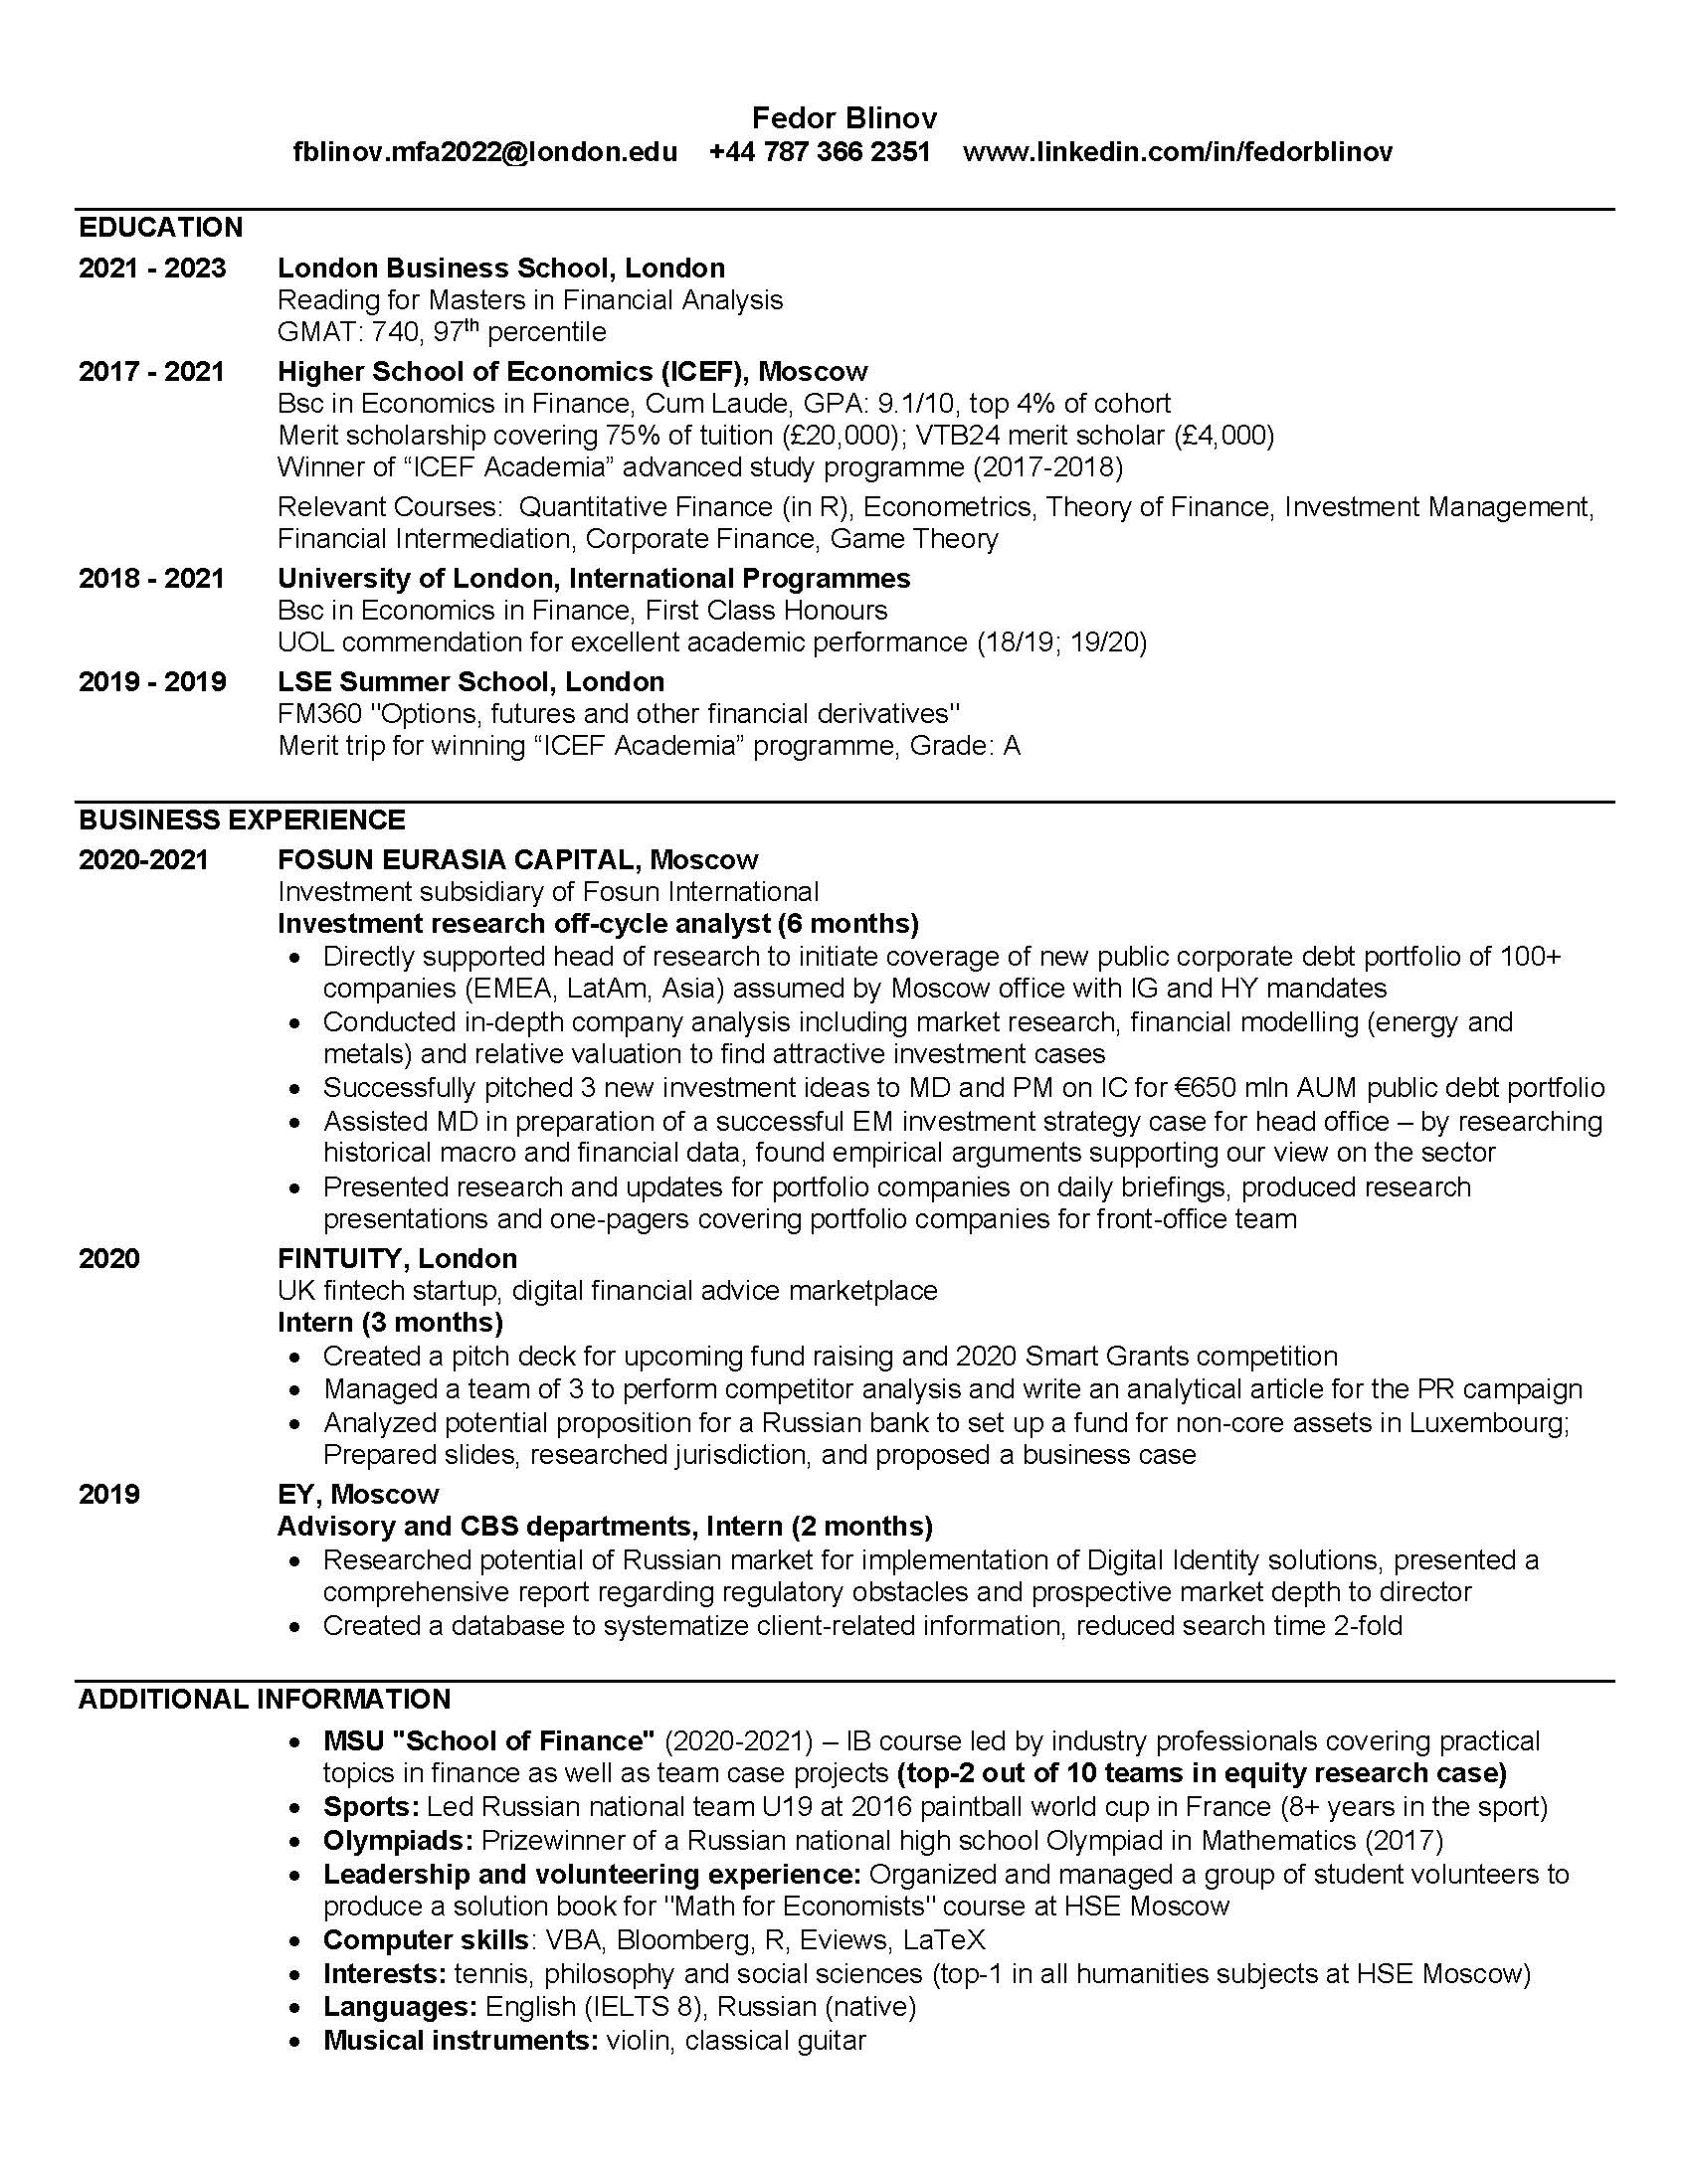 Fedor Blinov
fblinov.mfa2022@london.edu +44 787 366 2351 www.linkedin.com/in/fedorblinov
EDUCATION
2021 - 2023 London Business School, London
Reading for Masters in Financial Analysis
GMAT: 740, 97th percentile
2017 - 2021 Higher School of Economics (ICEF), Moscow
Bsc in Economics in Finance, Cum Laude, GPA: 9.1/10, top 4% of cohort
Merit scholarship covering 75% of tuition (£20,000); VTB24 merit scholar (£4,000)
Winner of “ICEF Academia” advanced study programme (2017-2018)
Relevant Courses: Quantitative Finance (in R), Econometrics, Theory of Finance, Investment Management,
Financial Intermediation, Corporate Finance, Game Theory
2018 - 2021 University of London, International Programmes
Bsc in Economics in Finance, First Class Honours
UOL commendation for excellent academic performance (18/19; 19/20)
2019 - 2019 LSE Summer School, London
FM360 "Options, futures and other financial derivatives"
Merit trip for winning “ICEF Academia” programme, Grade: A
BUSINESS EXPERIENCE
2020-2021 FOSUN EURASIA CAPITAL, Moscow
Investment subsidiary of Fosun International
Investment research off-cycle analyst (6 months)
• Directly supported head of research to initiate coverage of new public corporate debt portfolio of 100+
companies (EMEA, LatAm, Asia) assumed by Moscow office with IG and HY mandates
• Conducted in-depth company analysis including market research, financial modelling (energy and
metals) and relative valuation to find attractive investment cases
• Successfully pitched 3 new investment ideas to MD and PM on IC for €650 mln AUM public debt portfolio
• Assisted MD in preparation of a successful EM investment strategy case for head office – by researching
historical macro and financial data, found empirical arguments supporting our view on the sector
• Presented research and updates for portfolio companies on daily briefings, produced research
presentations and one-pagers covering portfolio companies for front-office team
2020 FINTUITY, London
UK fintech startup, digital financial advice marketplace
Intern (3 months)
• Created a pitch deck for upcoming fund raising and 2020 Smart Grants competition
• Managed a team of 3 to perform competitor analysis and write an analytical article for the PR campaign
• Analyzed potential proposition for a Russian bank to set up a fund for non-core assets in Luxembourg;
Prepared slides, researched jurisdiction, and proposed a business case
2019 EY, Moscow
Advisory and CBS departments, Intern (2 months)
• Researched potential of Russian market for implementation of Digital Identity solutions, presented a
comprehensive report regarding regulatory obstacles and prospective market depth to director
• Created a database to systematize client-related information, reduced search time 2-fold
ADDITIONAL INFORMATION
• MSU "School of Finance" (2020-2021) – IB course led by industry professionals covering practical
topics in finance as well as team case projects (top-2 out of 10 teams in equity research case)
• Sports: Led Russian national team U19 at 2016 paintball world cup in France (8+ years in the sport)
• Olympiads: Prizewinner of a Russian national high school Olympiad in Mathematics (2017)
• Leadership and volunteering experience: Organized and managed a group of student volunteers to
produce a solution book for "Math for Economists" course at HSE Moscow
• Computer skills: VBA, Bloomberg, R, Eviews, LaTeX
• Interests: tennis, philosophy and social sciences (top-1 in all humanities subjects at HSE Moscow)
• Languages: English (IELTS 8), Russian (native)
• Musical instruments: violin, classical guitar